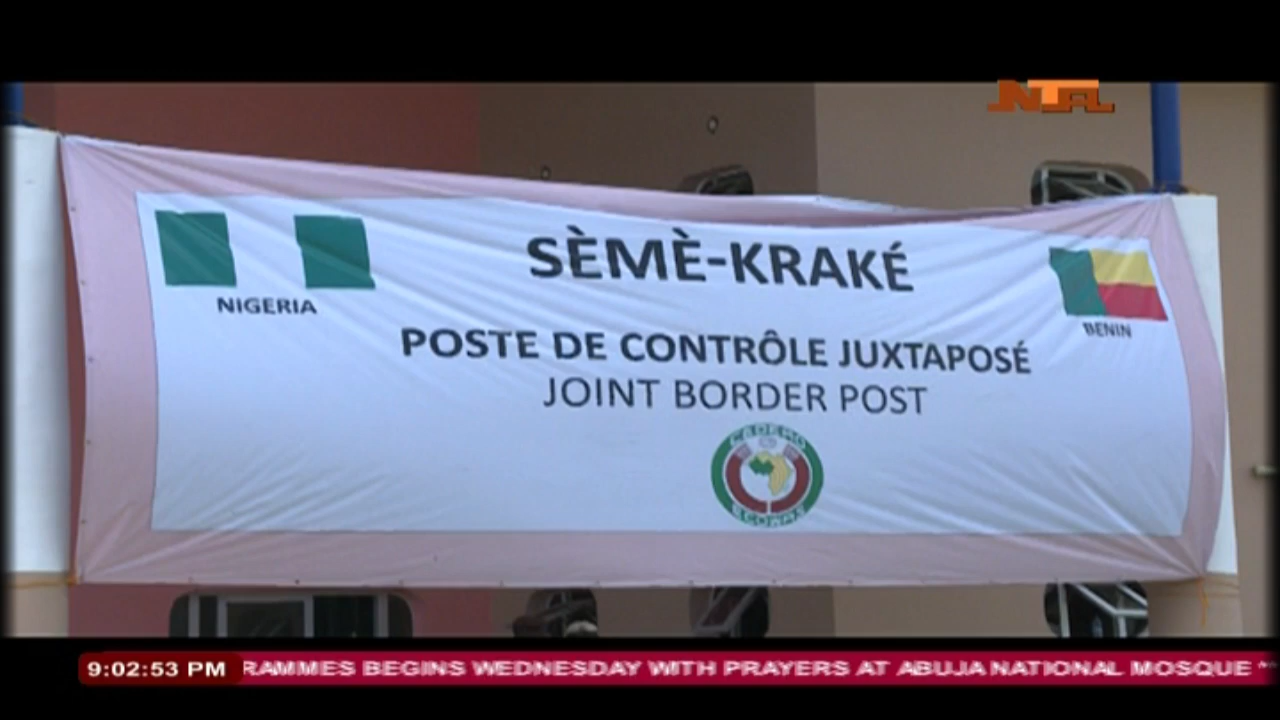 NTA
SÈMÈ-KRAKÉ
NIGERIA
BENIN
POSTE DE CONTRÔLE JUXTAPOSÉ
JOINT BORDER POST
CEDEAO
ECOWAS
9:02:53 PM
RAMMES BEGINS WEDNESDAY WITH PRAYERS AT ABUJA NATIONAL MOSQUE